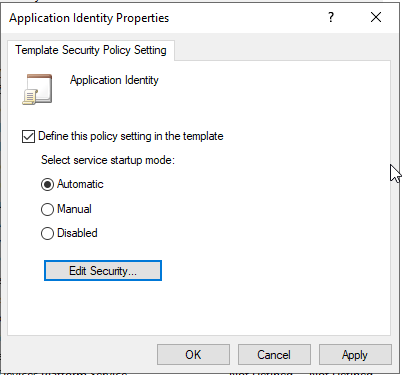 Application Identity Properties
?
Template Security Policy Setting
Application Identity
Define this policy setting in the template
Select service startup mode:
Automatic
Manual
Disabled
Edit Security...
OK
Cancel
Apply